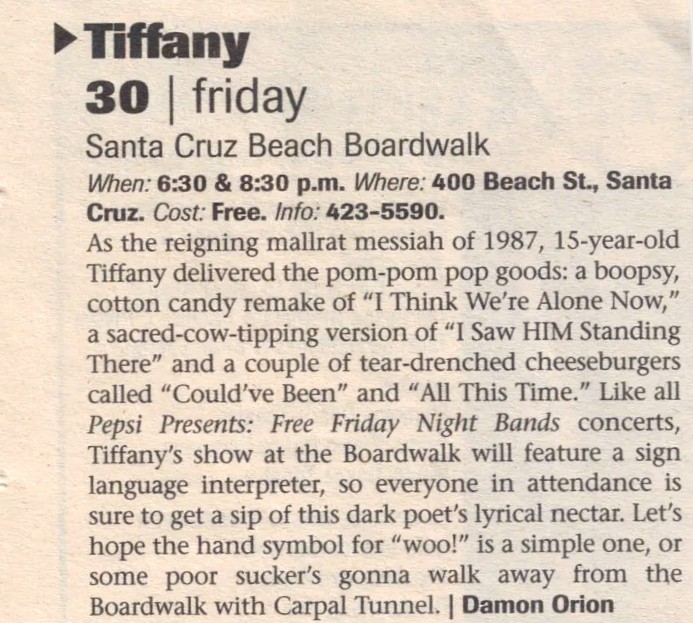 ▶Tiffany
30 | friday
Santa Cruz Beach Boardwalk
When: 6:30 & 8:30 p.m. Where: 400 Beach St., Santa
Cruz. Cost: Free. Info: 423-5590.
As the reigning mallrat messiah of 1987, 15-year-old
Tiffany delivered the pom-pom pop goods: a boopsy,
cotton candy remake of “I Think We’re Alone Now,”
a sacred-cow-tipping version of “I Saw HIM Standing
There” and a couple of tear-drenched cheeseburgers
called “Could’ve Been” and “All This Time.” Like all
Pepsi Presents: Free Friday Night Bands concerts,
Tiffany’s show at the Boardwalk will feature a sign
language interpreter, so everyone in attendance is
sure to get a sip of this dark poet’s lyrical nectar. Let’s
hope the hand symbol for “woo!” is a simple one, or
some poor sucker’s gonna walk away from the
Boardwalk with Carpal Tunnel. | Damon Orion